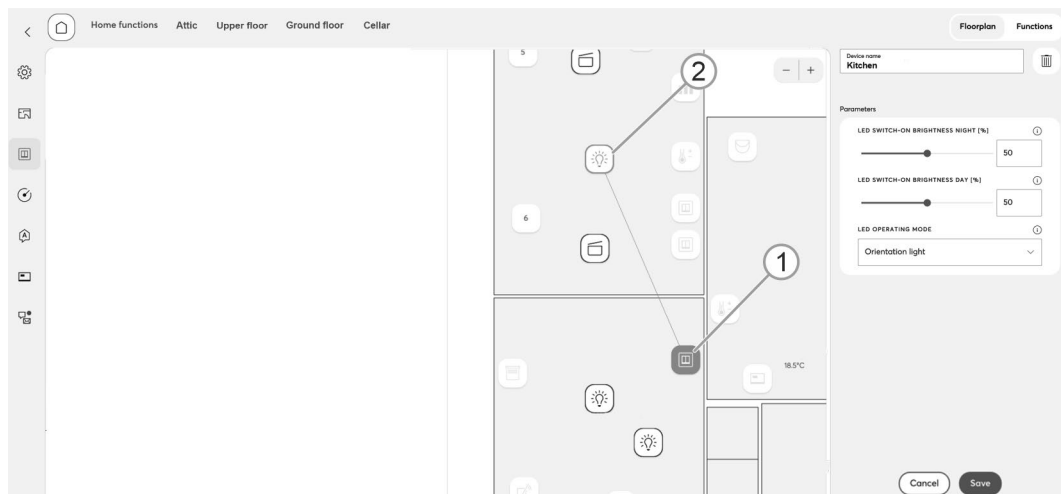 Home functions Attic Upper floor Ground floor Cellar
Floorplan Functions
5
2
− +
6
1
18.5°C
Device name
Kitchen
Parameters
LED SWITCH-ON BRIGHTNESS NIGHT [%]
50
LED SWITCH-ON BRIGHTNESS DAY [%]
50
LED OPERATING MODE
Orientation light
Cancel Save